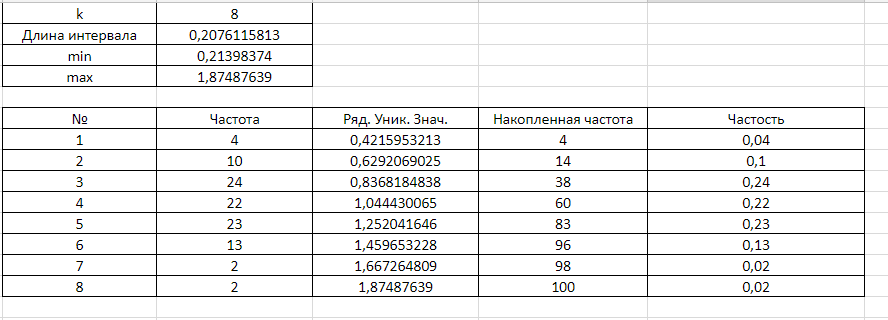 k 8
Длина интервала 0,2076115813
min 0,21398374
max 1,87487639
№ Частота Ряд. Уник. Знач. Накопленная частота Частость
1 4 0,4215953213 4 0,04
2 10 0,6292069025 14 0,1
3 24 0,8368184838 38 0,24
4 22 1,044430065 60 0,22
5 23 1,252041646 83 0,23
6 13 1,459653228 96 0,13
7 2 1,667264809 98 0,02
8 2 1,87487639 100 0,02